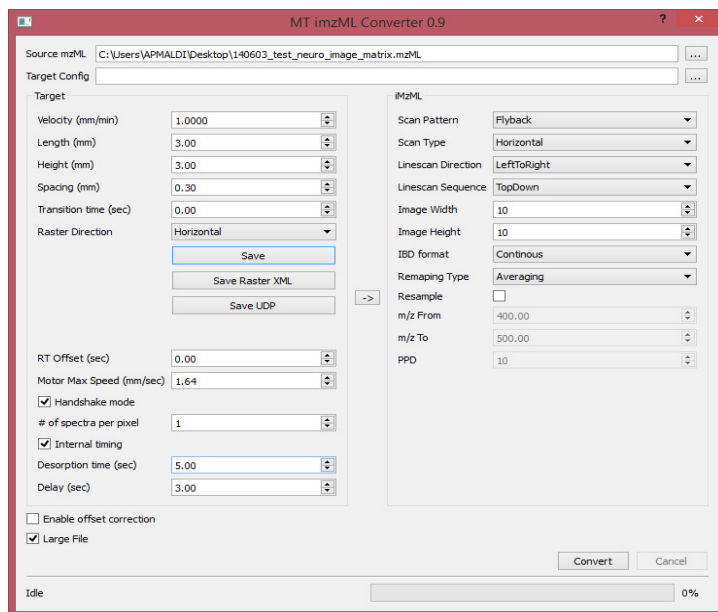 MT imzML Converter 0.9
?
×
Source mzML C:\Users\APMALDI\Desktop\140603_test_neuro_image_matrix.mzML ...
Target Config ...
Target
Velocity (mm/min) 1.0000
Length (mm) 3.00
Height (mm) 3.00
Spacing (mm) 0.30
Transition time (sec) 0.00
Raster Direction Horizontal
Save
Save Raster XML
Save UDP
RT Offset (sec) 0.00
Motor Max Speed (mm/sec) 1.64
Handshake mode
# of spectra per pixel 1
Internal timing
Desorption time (sec) 5.00
Delay (sec) 3.00
->
iMzML
Scan Pattern Flyback
Scan Type Horizontal
Linescan Direction LeftToRight
Linescan Sequence TopDown
Image Width 10
Image Height 10
IBD format Continous
Remaping Type Averaging
Resample
m/z From 400.00
m/z To 500.00
PPD 10
Enable offset correction
Large File
Convert Cancel
Idle 0%